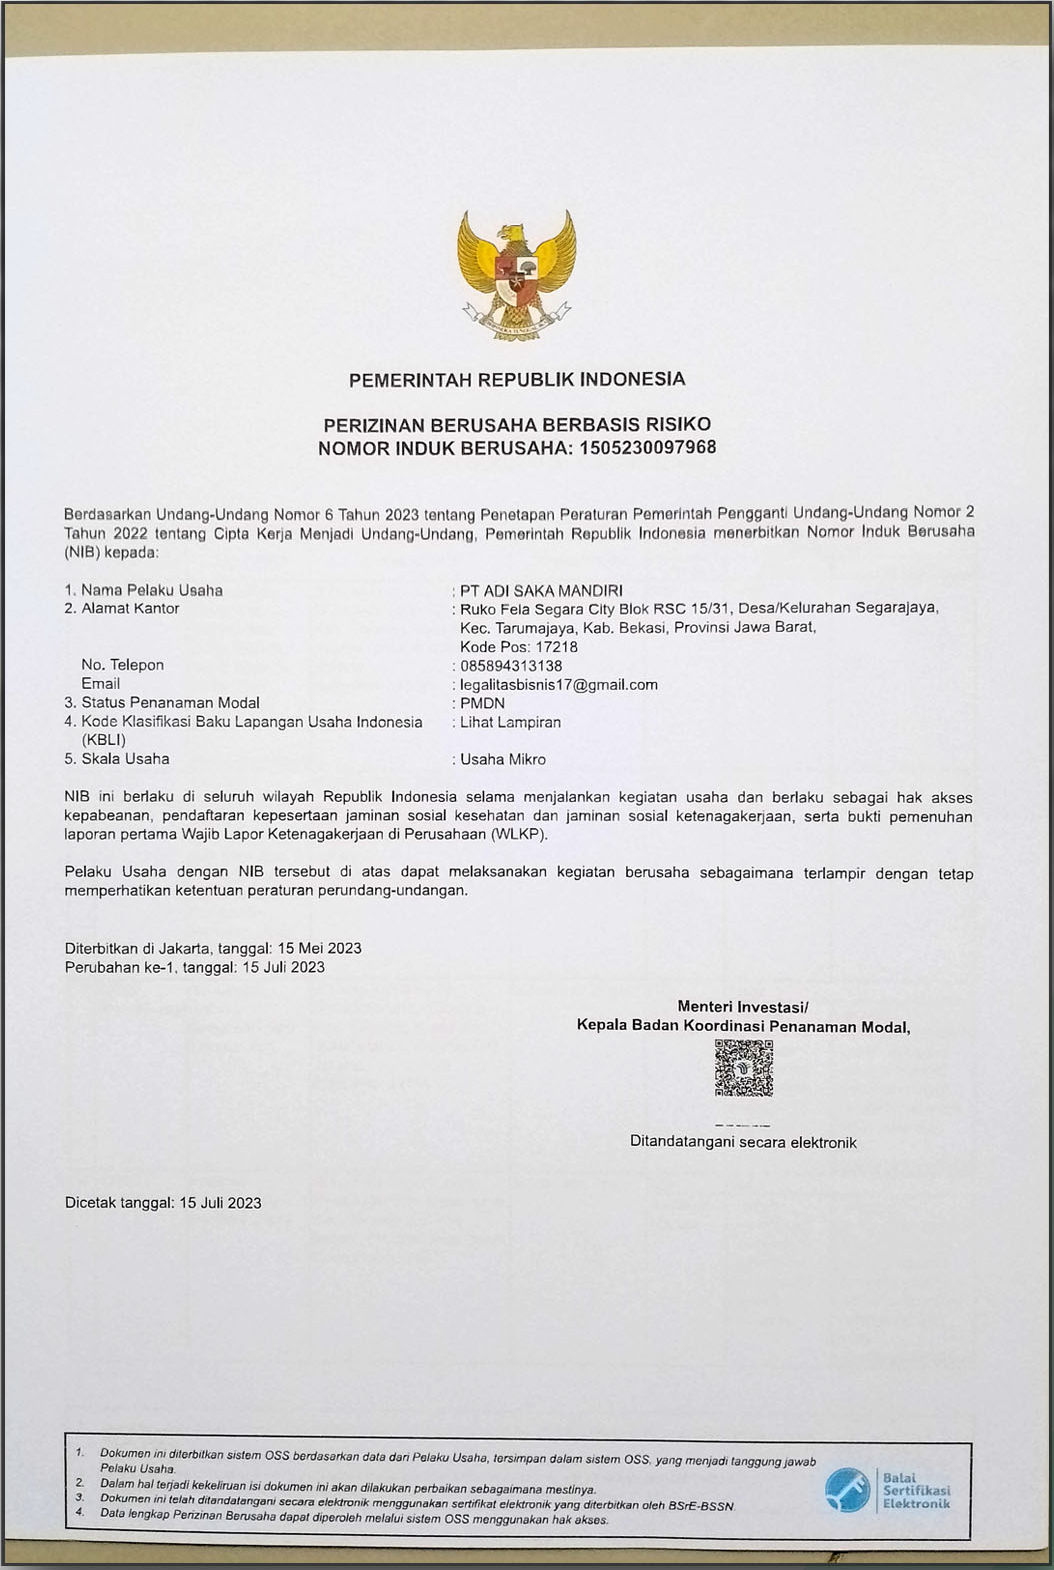 PEMERINTAH REPUBLIK INDONESIA
PERIZINAN BERUSAHA BERBASIS RISIKO
NOMOR INDUK BERUSAHA: 1505230097968
Berdasarkan Undang-Undang Nomor 6 Tahun 2023 tentang Penetapan Peraturan Pemerintah Pengganti Undang-Undang Nomor 2
Tahun 2022 tentang Cipta Kerja Menjadi Undang-Undang, Pemerintah Republik Indonesia menerbitkan Nomor Induk Berusaha
(NIB) kepada:
1. Nama Pelaku Usaha : PT ADI SAKA MANDIRI
2. Alamat Kantor : Ruko Fela Segara City Blok RSC 15/31, Desa/Kelurahan Segarajaya,
Kec. Tarumajaya, Kab. Bekasi, Provinsi Jawa Barat,
Kode Pos: 17218
No. Telepon : 085894313138
Email : legalitasbisnis17@gmail.com
3. Status Penanaman Modal : PMDN
4. Kode Klasifikasi Baku Lapangan Usaha Indonesia : Lihat Lampiran
(KBLI)
5. Skala Usaha : Usaha Mikro
NIB ini berlaku di seluruh wilayah Republik Indonesia selama menjalankan kegiatan usaha dan berlaku sebagai hak akses
kepabeanan, pendaftaran kepesertaan jaminan sosial kesehatan dan jaminan sosial ketenagakerjaan, serta bukti pemenuhan
laporan pertama Wajib Lapor Ketenagakerjaan di Perusahaan (WLKP).
Pelaku Usaha dengan NIB tersebut di atas dapat melaksanakan kegiatan berusaha sebagaimana terlampir dengan tetap
memperhatikan ketentuan peraturan perundang-undangan.
Diterbitkan di Jakarta, tanggal: 15 Mei 2023
Perubahan ke-1, tanggal: 15 Juli 2023
Menteri Investasi/
Kepala Badan Koordinasi Penanaman Modal,
Ditandatangani secara elektronik
Dicetak tanggal: 15 Juli 2023
1. Dokumen ini diterbitkan sistem OSS berdasarkan data dari Pelaku Usaha, tersimpan dalam sistem OSS, yang menjadi tanggung jawab
Pelaku Usaha.
2. Dalam hal terjadi kekeliruan isi dokumen ini akan dilakukan perbaikan sebagaimana mestinya.
3. Dokumen ini telah ditandatangani secara elektronik menggunakan sertifikat elektronik yang diterbitkan oleh BSrE-BSSN.
4. Data lengkap Perizinan Berusaha dapat diperoleh melalui sistem OSS menggunakan hak akses.
Balai
Sertifikasi
Elektronik